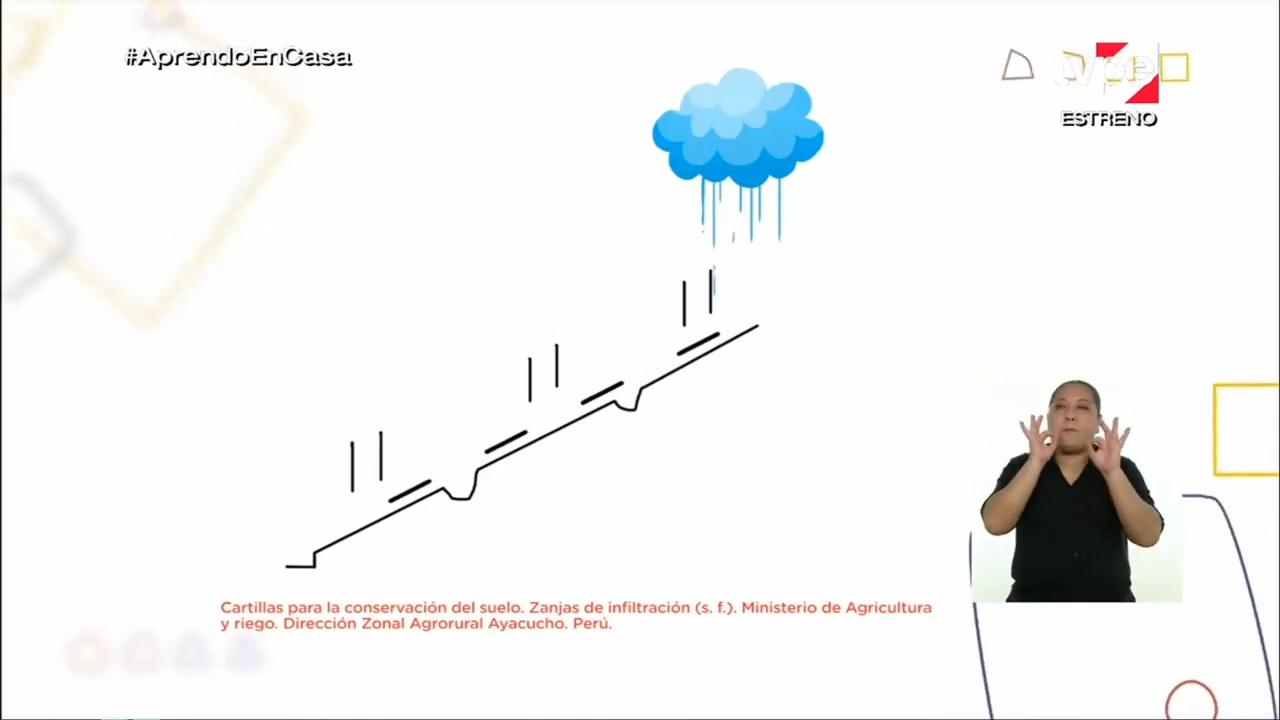 #AprendoEnCasa
ESTRENO
Cartillas para la conservación del suelo. Zanjas de infiltración (s. f.). Ministerio de Agricultura
y riego. Dirección Zonal Agrorural Ayacucho. Perú.